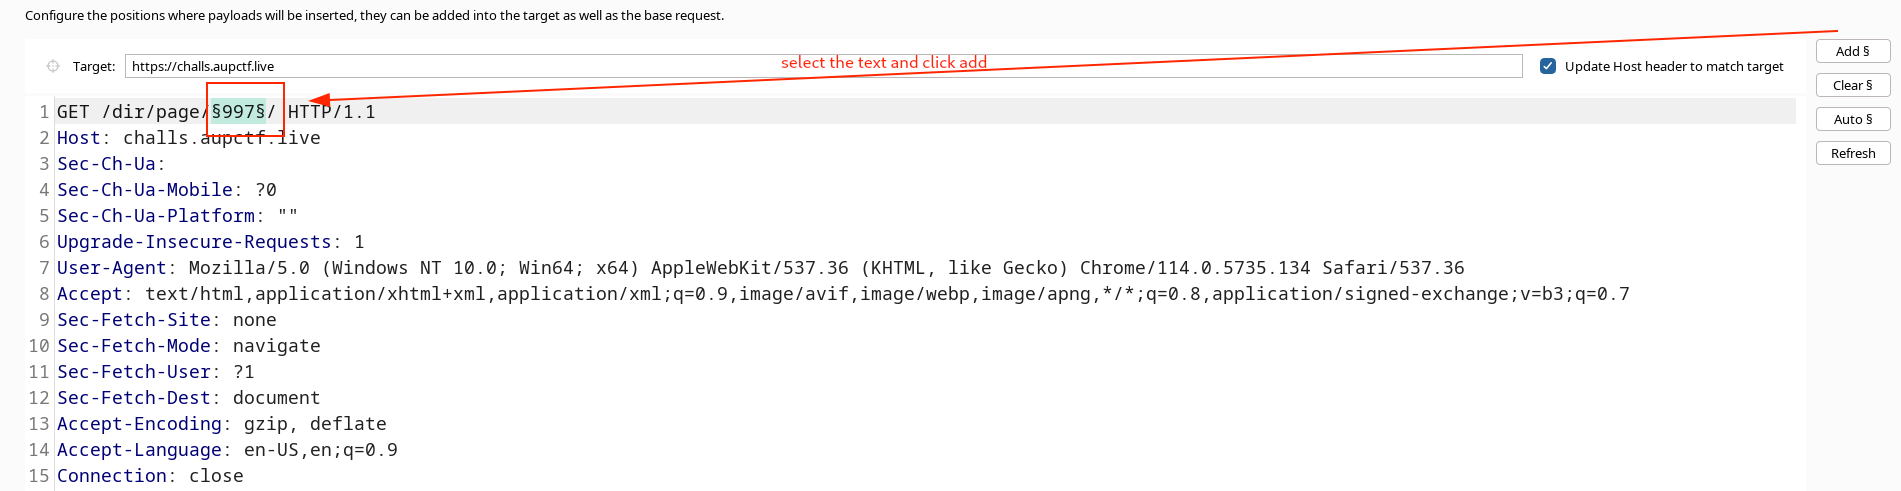 Configure the positions where payloads will be inserted, they can be added into the target as well as the base request.
Target: https://challs.aupctf.live
select the text and click add
Update Host header to match target
Add §
Clear §
Auto §
Refresh
1 GET /dir/page/§997§/ HTTP/1.1
2 Host: challs.aupctf.live
3 Sec-Ch-Ua:
4 Sec-Ch-Ua-Mobile: ?0
5 Sec-Ch-Ua-Platform: ""
6 Upgrade-Insecure-Requests: 1
7 User-Agent: Mozilla/5.0 (Windows NT 10.0; Win64; x64) AppleWebKit/537.36 (KHTML, like Gecko) Chrome/114.0.5735.134 Safari/537.36
8 Accept: text/html,application/xhtml+xml,application/xml;q=0.9,image/avif,image/webp,image/apng,*/*;q=0.8,application/signed-exchange;v=b3;q=0.7
9 Sec-Fetch-Site: none
10 Sec-Fetch-Mode: navigate
11 Sec-Fetch-User: ?1
12 Sec-Fetch-Dest: document
13 Accept-Encoding: gzip, deflate
14 Accept-Language: en-US,en;q=0.9
15 Connection: close